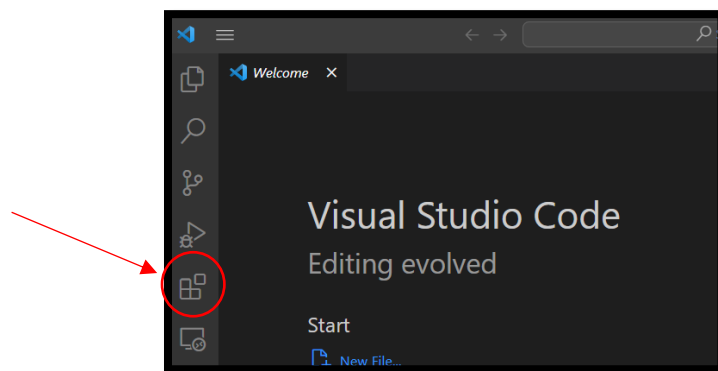 Welcome
Visual Studio Code
Editing evolved
Start
New File...